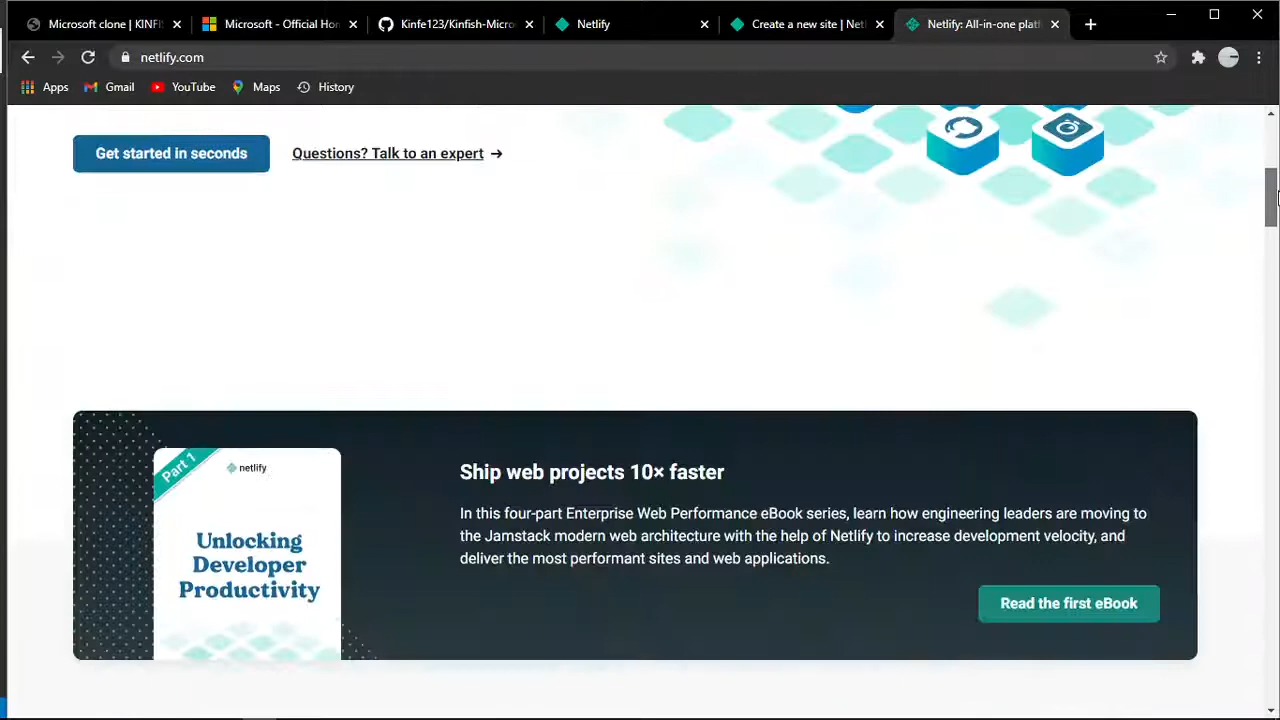 Microsoft clone | KINFI
Microsoft - Official Hom
Kinfe123/Kinfish-Micro
Netlify
Create a new site | Netl
Netlify: All-in-one platf
netlify.com
Apps
Gmail
YouTube
Maps
History
Get started in seconds
Questions? Talk to an expert →
Part 1
netlify
Unlocking
Developer
Productivity
Ship web projects 10× faster
In this four-part Enterprise Web Performance eBook series, learn how engineering leaders are moving to
the Jamstack modern web architecture with the help of Netlify to increase development velocity, and
deliver the most performant sites and web applications.
Read the first eBook